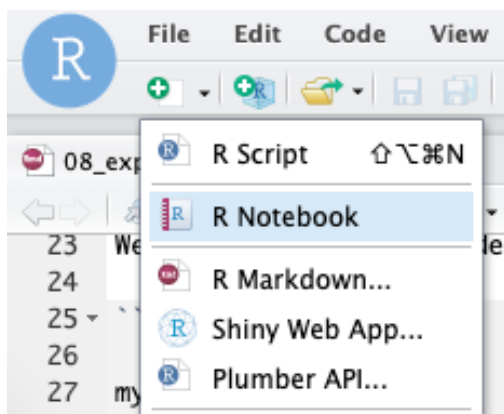 R File Edit Code View
08_exp
R Script ⇧⌥⌘N
R Notebook
23 We
24
R Markdown...
25
Shiny Web App...
26
Plumber API...
27 my